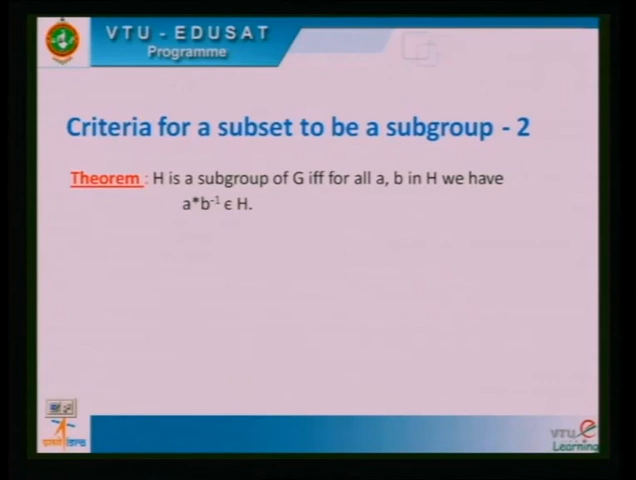 VTU - EDUSAT
Programme
Criteria for a subset to be a subgroup - 2
Theorem : H is a subgroup of G iff for all a, b in H we have
a*b⁻¹ ϵ H.
VTU e
Learning